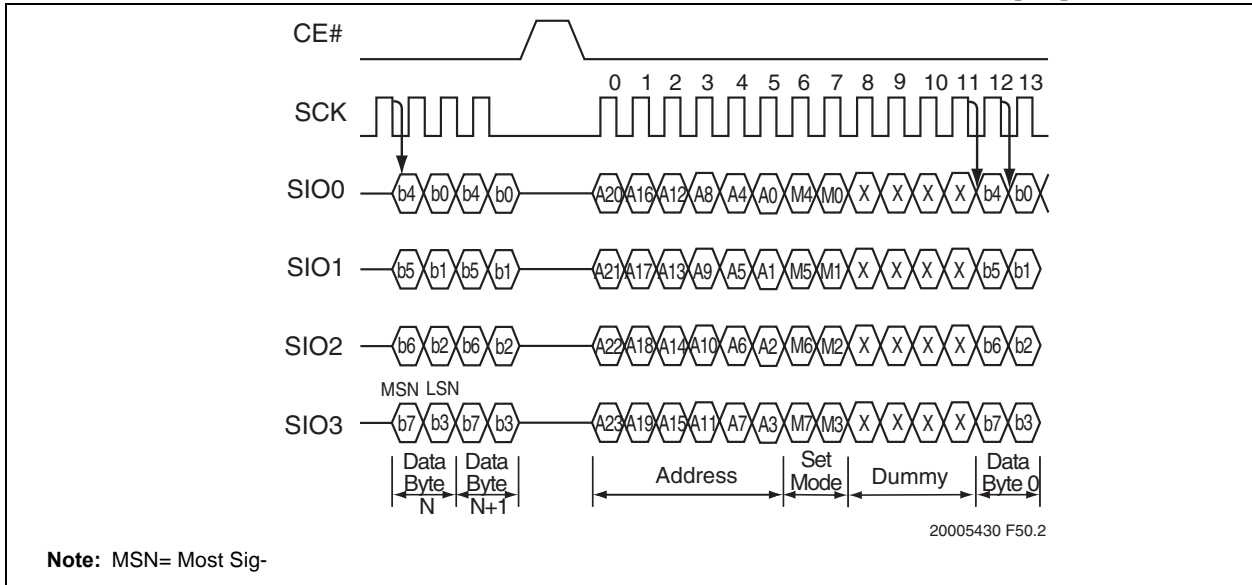 CE#
0 1 2 3 4 5 6 7 8 9 10 11 12 13
SCK
SIO0 b4 b0 b4 b0 A20 A16 A12 A8 A4 A0 M4 M0 X X X X b4 b0
SIO1 b5 b1 b5 b1 A21 A17 A13 A9 A5 A1 M5 M1 X X X X b5 b1
SIO2 b6 b2 b6 b2 A22 A18 A14 A10 A6 A2 M6 M2 X X X X b6 b2
MSN LSN
SIO3 b7 b3 b7 b3 A23 A19 A15 A11 A7 A3 M7 M3 X X X X b7 b3
Data Data Set Data
Byte Byte Address Mode Dummy Byte 0
N N+1
20005430 F50.2
Note: MSN= Most Sig-